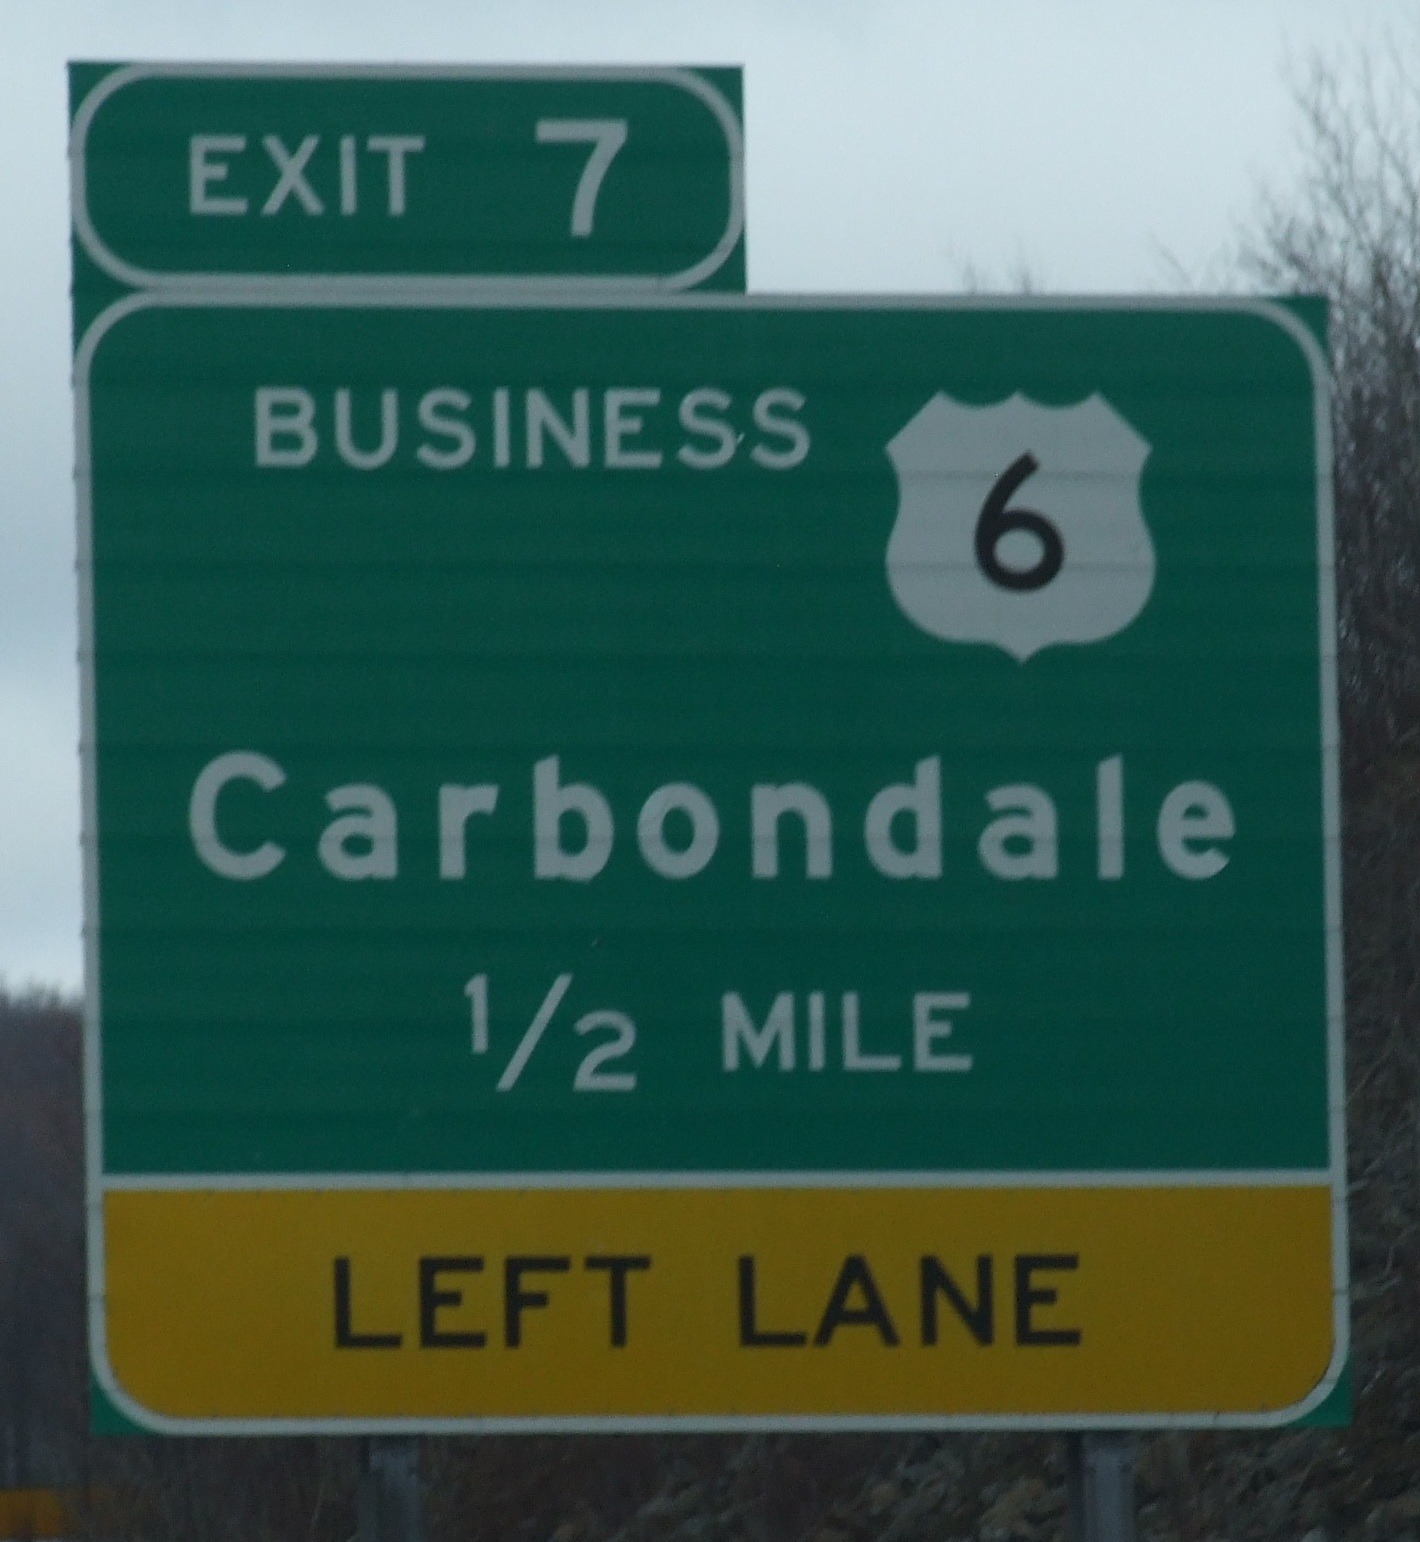 EXIT 7
BUSINESS 6
Carbondale
1/2 MILE
LEFT LANE